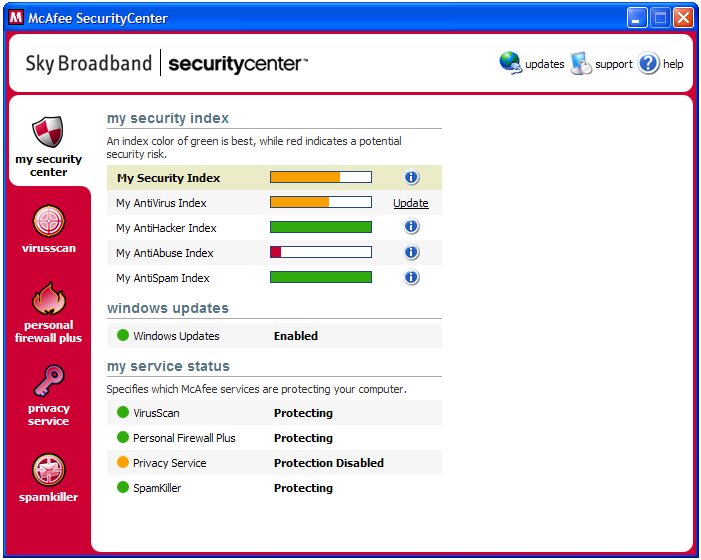 McAfee SecurityCenter
Sky Broadband | securitycenter™
updates
support
help
my security center
virusscan
personal firewall plus
privacy service
spamkiller
my security index
An index color of green is best, while red indicates a potential
security risk.
My Security Index
My AntiVirus Index Update
My AntiHacker Index
My AntiAbuse Index
My AntiSpam Index
windows updates
Windows Updates Enabled
my service status
Specifies which McAfee services are protecting your computer.
VirusScan Protecting
Personal Firewall Plus Protecting
Privacy Service Protection Disabled
SpamKiller Protecting